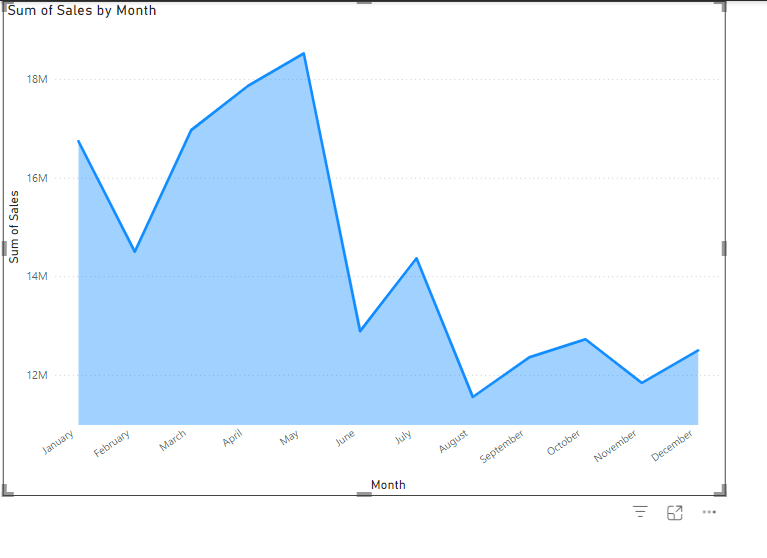 Sum of Sales by Month
18M
16M
14M
12M
Sum of Sales
January
February
March
April
May
June
July
August
September
October
November
December
Month